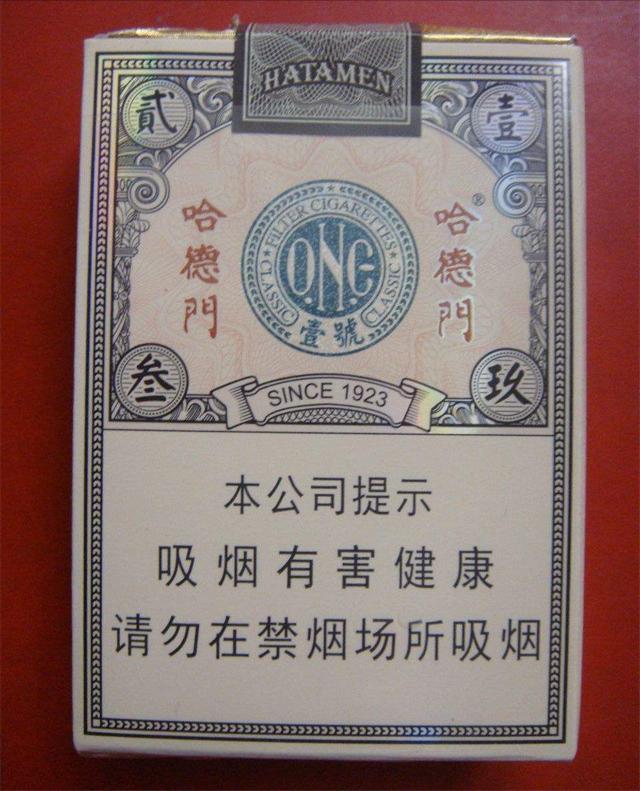 HATAMEN
貳
壹
哈德門
哈德門®
FILTER CIGARETTES
CLASSIC
O.N.E
CLASSIC
壹號
叁
玖
SINCE 1923
本公司提示
吸烟有害健康
请勿在禁烟场所吸烟